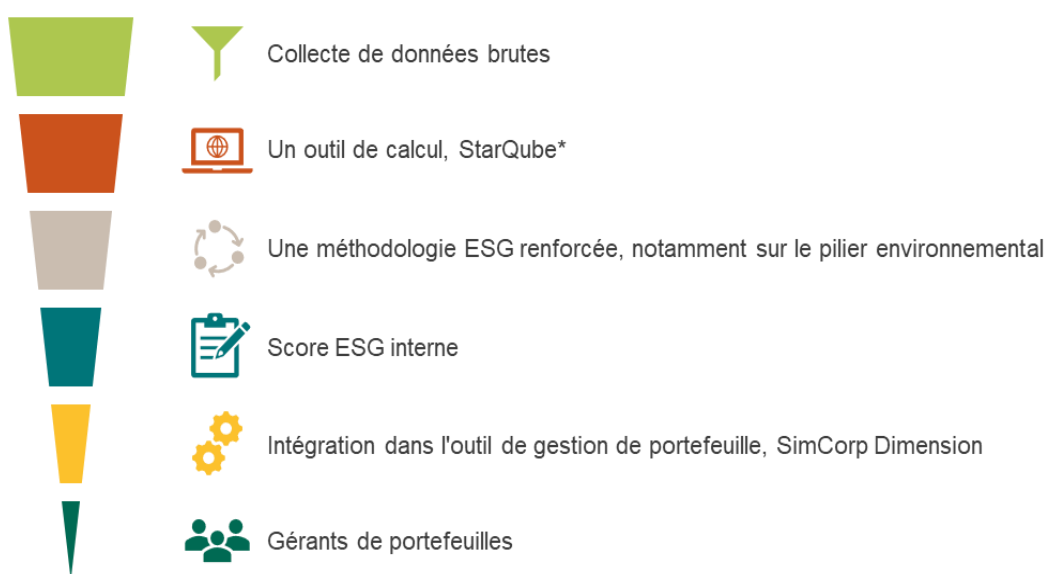 Collecte de données brutes
Un outil de calcul, StarQube*
Une méthodologie ESG renforcée, notamment sur le pilier environnemental
Score ESG interne
Intégration dans l'outil de gestion de portefeuille, SimCorp Dimension
Gérants de portefeuilles